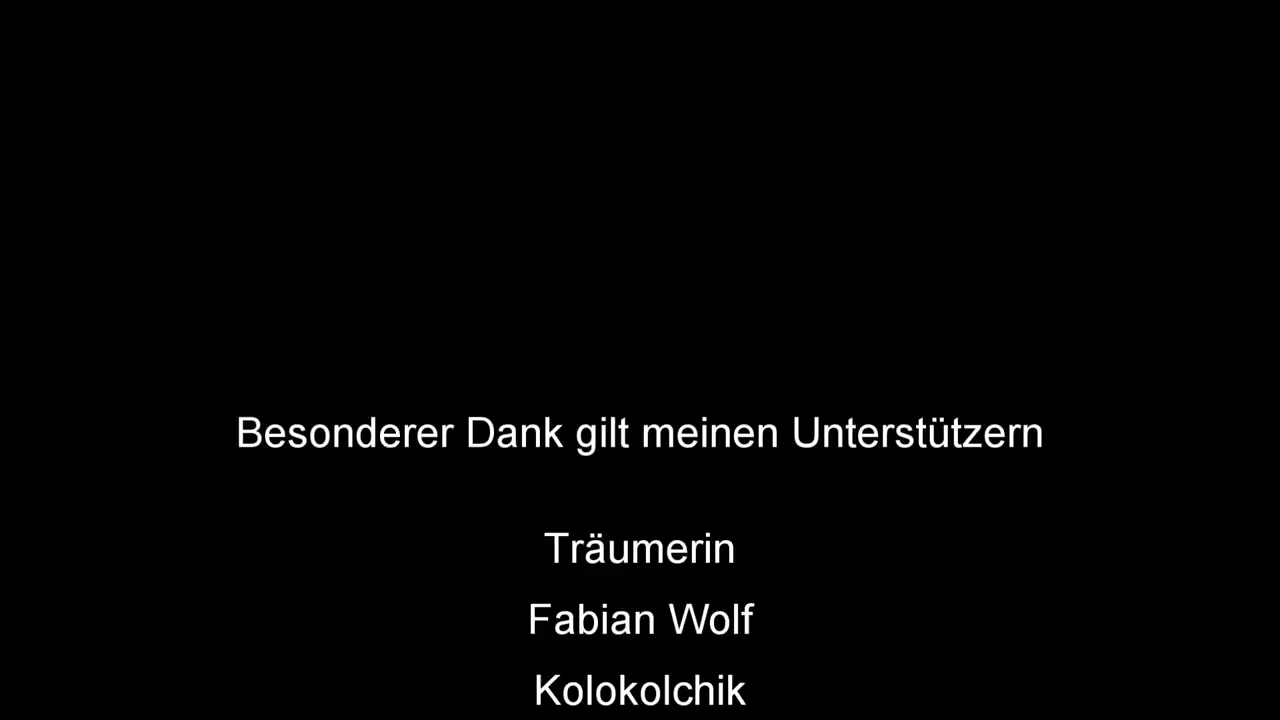 Besonderer Dank gilt meinen Unterstützern
Träumerin
Fabian Wolf
Kolokolchik